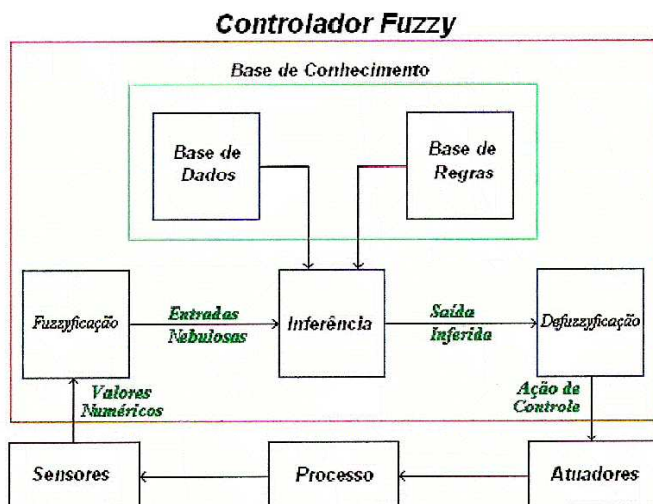 Controlador Fuzzy
Base de Conhecimento
Base de
Dados
Base de
Regras
Fuzzyficação
Entradas
Nebulosas
Inferência
Saída
Inferida
Defuzzyficação
Valores
Numéricos
Ação de
Controle
Sensores
Processo
Atuadores